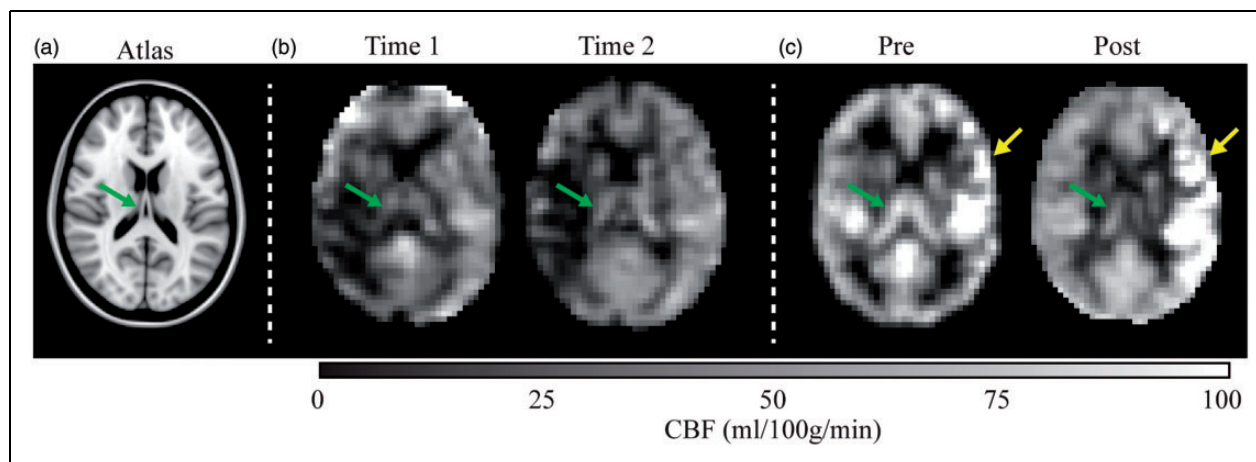 (a) Atlas (b) Time 1 Time 2 (c) Pre Post
0 25 50 75 100
CBF (ml/100g/min)